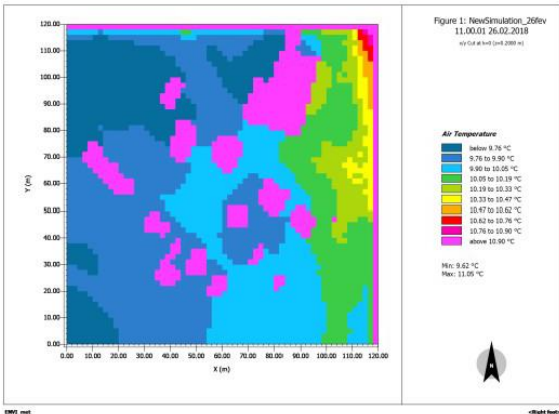 Figure 1: NewSimulation_26fev
11.00.01 26.02.2018
x/y Cut at k=0 (z=0.2000 m)
120.00
110.00
100.00
90.00
80.00
70.00
60.00
50.00
40.00
30.00
20.00
10.00
0.00
Y (m)
0.00 10.00 20.00 30.00 40.00 50.00 60.00 70.00 80.00 90.00 100.00 110.00 120.00
X (m)
Air Temperature
below 9.76 °C
9.76 to 9.90 °C
9.90 to 10.05 °C
10.05 to 10.19 °C
10.19 to 10.33 °C
10.33 to 10.47 °C
10.47 to 10.62 °C
10.62 to 10.76 °C
10.76 to 10.90 °C
above 10.90 °C
Min: 9.62 °C
Max: 11.05 °C
N
ENVI_met